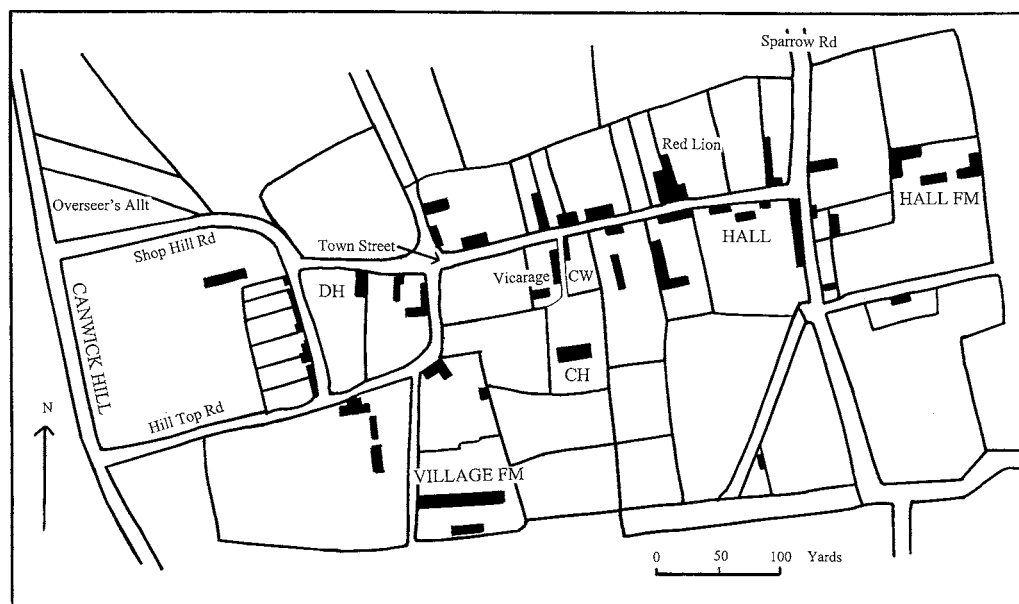 Sparrow Rd
Red Lion
Overseer's Allt
HALL FM
Shop Hill Rd
Town Street
HALL
Vicarage
CW
DH
CANWICK HILL
CH
N
Hill Top Rd
VILLAGE FM
0 50 100 Yards